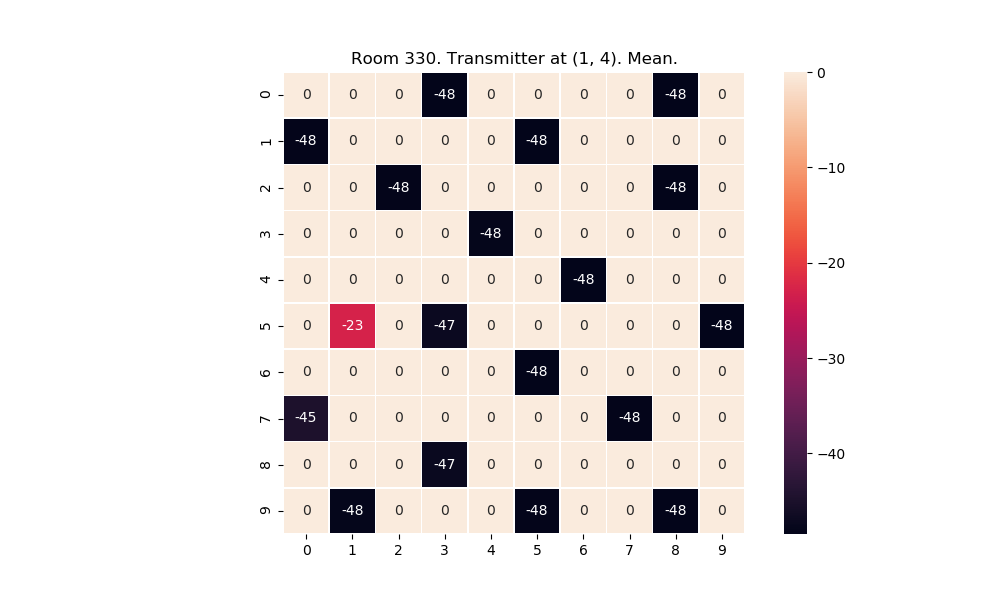 Room 330. Transmitter at (1, 4). Mean.
0 0 0 0 -48 0 0 0 0 -48 0
1 -48 0 0 0 0 -48 0 0 0 0
2 0 0 -48 0 0 0 0 0 -48 0
3 0 0 0 0 -48 0 0 0 0 0
4 0 0 0 0 0 0 -48 0 0 0
5 0 -23 0 -47 0 0 0 0 0 -48
6 0 0 0 0 0 -48 0 0 0 0
7 -45 0 0 0 0 0 0 -48 0 0
8 0 0 0 -47 0 0 0 0 0 0
9 0 -48 0 0 0 -48 0 0 -48 0
0 1 2 3 4 5 6 7 8 9
0
−10
−20
−30
−40